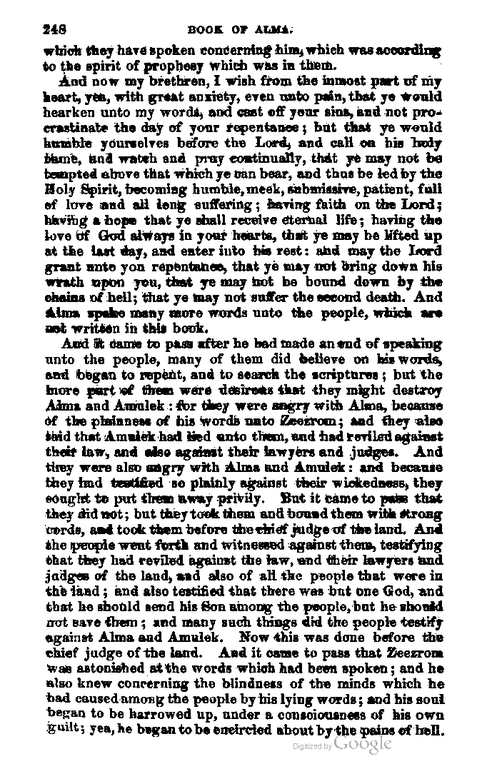 248 BOOK OF ALMA.
which they have spoken concerning him, which was according
to the spirit of prophesy which was in them.
And now my brethren, I wish from the inmost part of my
heart, yea, with great anxiety, even unto pain, that ye would
hearken unto my words, and cast off your sins, and not pro-
crastinate the day of your repentance; but that ye would
humble yourselves before the Lord, and call on his holy
name, and watch and pray continually, that ye may not be
tempted above that which ye can bear, and thus be led by the
Holy Spirit, becoming humble, meek, submissive, patient, full
of love and all long suffering; having faith on the Lord;
having a hope that ye shall receive eternal life; having the
love of God always in your hearts, that ye may be lifted up
at the last day, and enter into his rest: and may the Lord
grant unto you repentance, that ye may not bring down his
wrath upon you, that ye may not be bound down by the
chains of hell; that ye may not suffer the second death. And
Alma spake many more words unto the people, which are
not written in this book.
And it came to pass after he had made an end of speaking
unto the people, many of them did believe on his words,
and began to repent, and to search the scriptures; but the
more part of them were desirous that they might destroy
Alma and Amulek: for they were angry with Alma, because
of the plainness of his words unto Zeezrom; and they also
said that Amulek had lied unto them, and had reviled against
their law, and also against their lawyers and judges. And
they were also angry with Alma and Amulek: and because
they had testified so plainly against their wickedness, they
sought to put them away privily. But it came to pass that
they did not; but they took them and bound them with strong
cords, and took them before the chief judge of the land. And
the people went forth and witnessed against them, testifying
that they had reviled against the law, and their lawyers and
judges of the land, and also of all the people that were in
the land; and also testified that there was but one God, and
that he should send his Son among the people, but he should
not save them; and many such things did the people testify
against Alma and Amulek. Now this was done before the
chief judge of the land. And it came to pass that Zeezrom
was astonished at the words which had been spoken; and he
also knew concerning the blindness of the minds which he
had caused among the people by his lying words; and his soul
began to be harrowed up, under a consciousness of his own
guilt; yea, he began to be encircled about by the pains of hell.
Digitized by Google